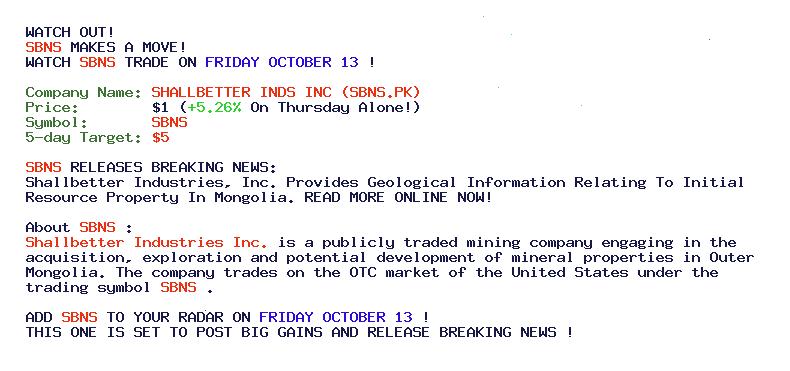 WATCH OUT!
SBNS MAKES A MOVE!
WATCH SBNS TRADE ON FRIDAY OCTOBER 13 !
Company Name: SHALLBETTER INDS INC (SBNS.PK)
Price: $1 (+5.26% On Thursday Alone!)
Symbol: SBNS
5-day Target: $5
SBNS RELEASES BREAKING NEWS:
Shallbetter Industries, Inc. Provides Geological Information Relating To Initial
Resource Property In Mongolia. READ MORE ONLINE NOW!
About SBNS :
Shallbetter Industries Inc. is a publicly traded mining company engaging in the
acquisition, exploration and potential development of mineral properties in Outer
Mongolia. The company trades on the OTC market of the United States under the
trading symbol SBNS .
ADD SBNS TO YOUR RADAR ON FRIDAY OCTOBER 13 !
THIS ONE IS SET TO POST BIG GAINS AND RELEASE BREAKING NEWS !